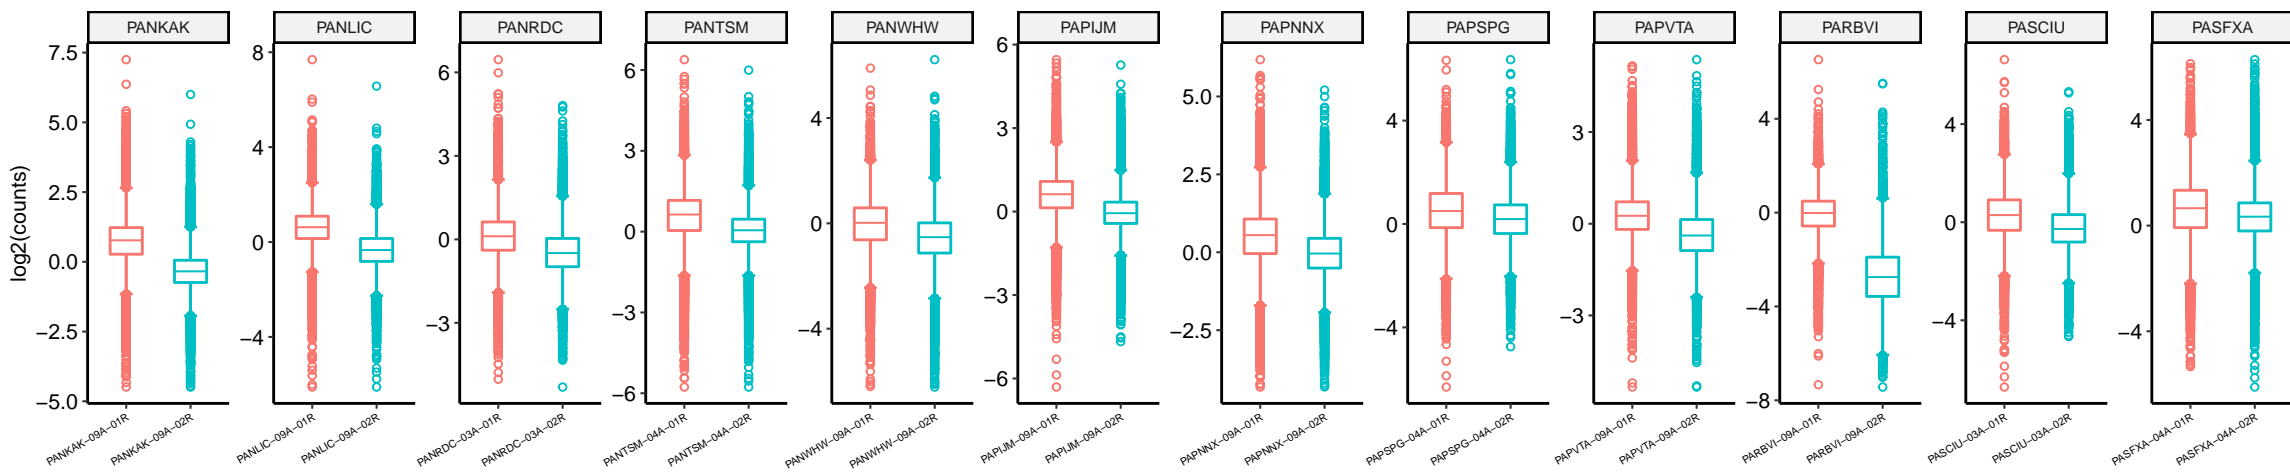 PANKAK PANLIC PANRDC PANTSM PANWHW PAPIJM PAPNNX PAPSPG PAPVTA PARBVI PASCIU PASFXA
log2(counts)
7.5
5.0
2.5
0.0
−2.5
−5.0
8
4
0
−4
6
3
0
−3
6
3
0
−3
−6
4
0
−4
6
3
0
−3
−6
5.0
2.5
0.0
−2.5
4
0
−4
3
0
−3
4
0
−4
−8
4
0
−4
4
0
−4
PANKAK−09A−01R
PANKAK−09A−02R
PANLIC−09A−01R
PANLIC−09A−02R
PANRDC−03A−01R
PANRDC−03A−02R
PANTSM−04A−01R
PANTSM−04A−02R
PANWHW−09A−01R
PANWHW−09A−02R
PAPIJM−09A−01R
PAPIJM−09A−02R
PAPNNX−09A−01R
PAPNNX−09A−02R
PAPSPG−04A−01R
PAPSPG−04A−02R
PAPVTA−09A−01R
PAPVTA−09A−02R
PARBVI−09A−01R
PARBVI−09A−02R
PASCIU−03A−01R
PASCIU−03A−02R
PASFXA−04A−01R
PASFXA−04A−02R